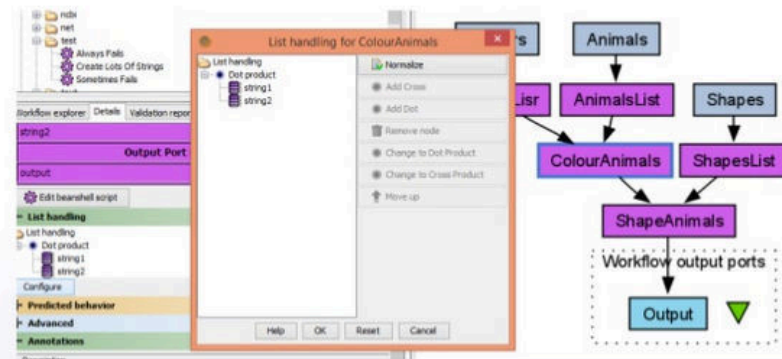 ndbi
net
test
Always Fails
Create Lots Of Strings
Sometimes Fails
Workflow explorer Details Validation repor
string2
Output Port
output
Edit beanshell script
List handling
List handling
Dot product
string1
string2
Configure
Predicted behavior
Advanced
Annotations
List handling for ColourAnimals
List handling
Dot product
string1
string2
Normalize
Add Cross
Add Dot
Remove node
Change to Dot Product
Change to Cross Product
Move up
Help OK Reset Cancel
rs Animals
Lisr AnimalsList Shapes
ColourAnimals ShapesList
ShapeAnimals
Workflow output ports
Output